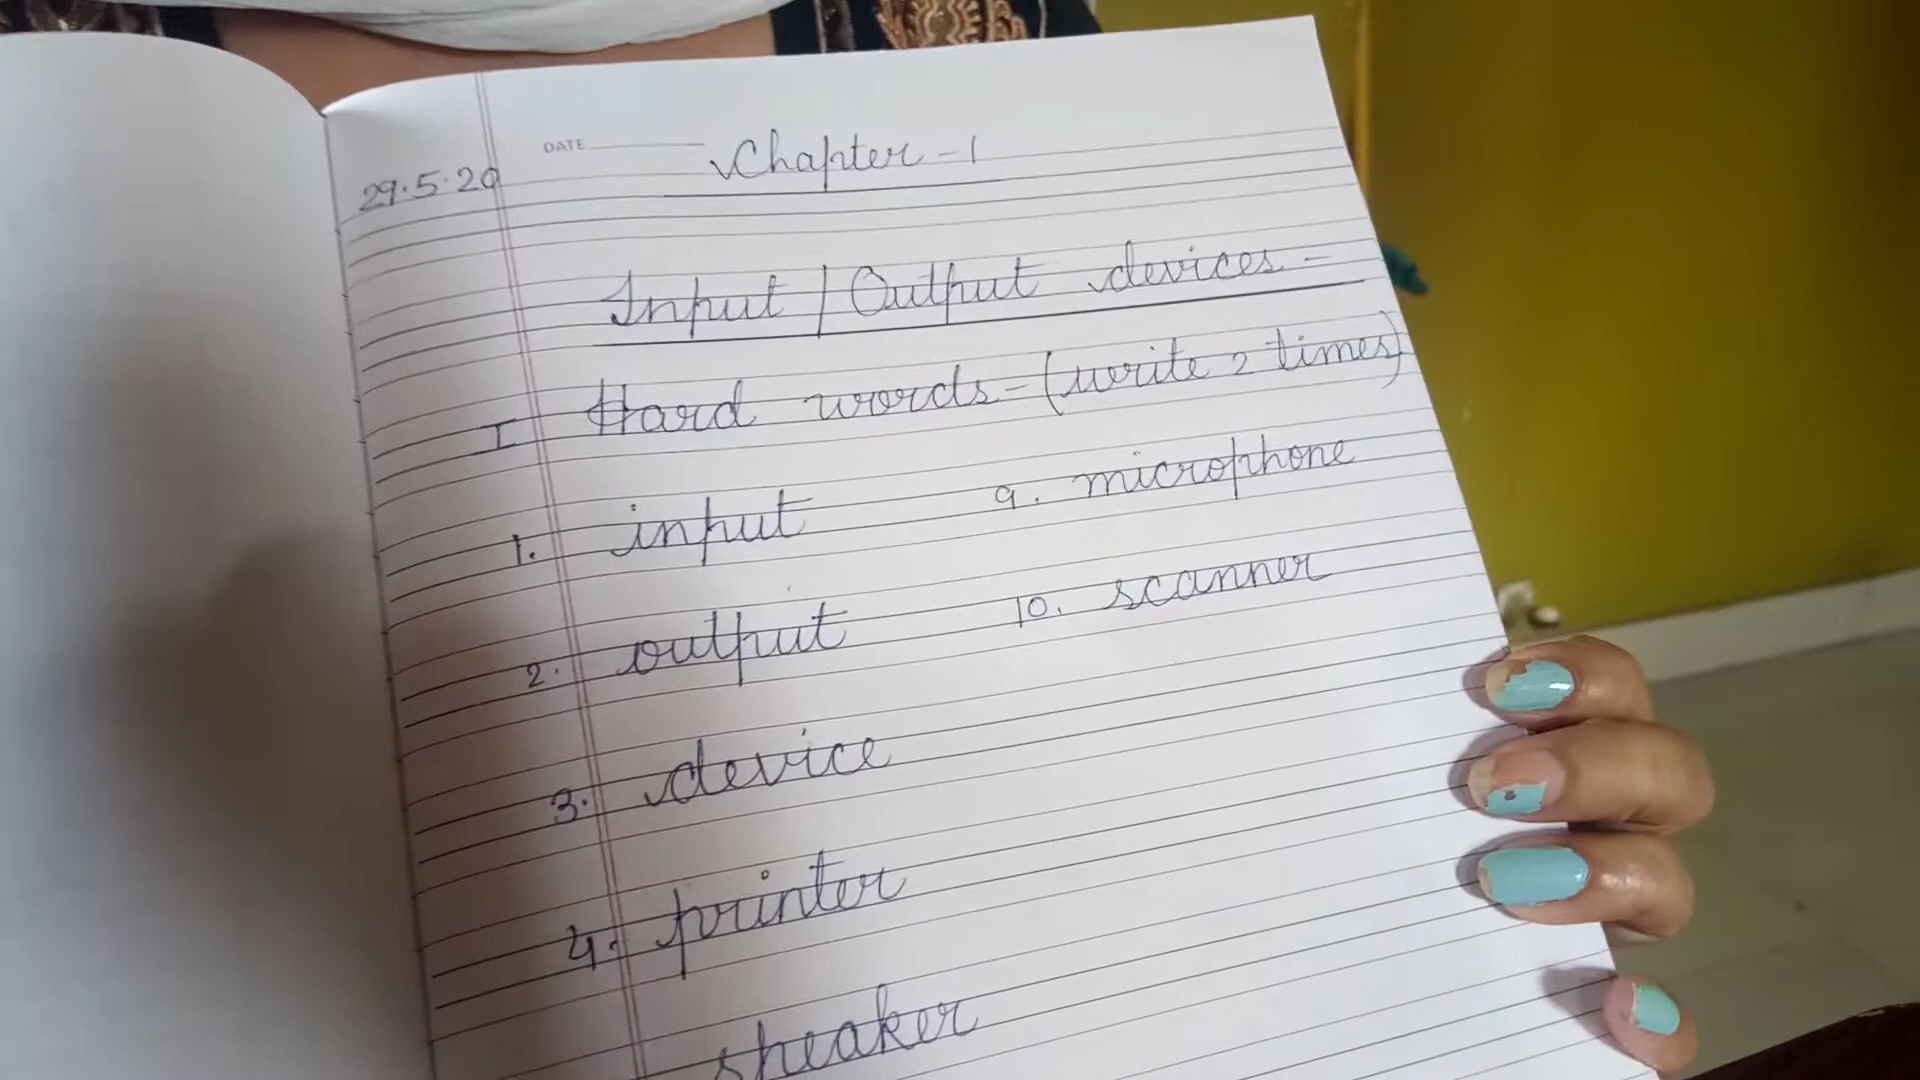 DATE
Chapter - 1
29.5.20
Input / Output devices -
I Hard words - (write 2 times)
1. input
9. microphone
2. output
10. scanner
3. device
4. printer
speaker